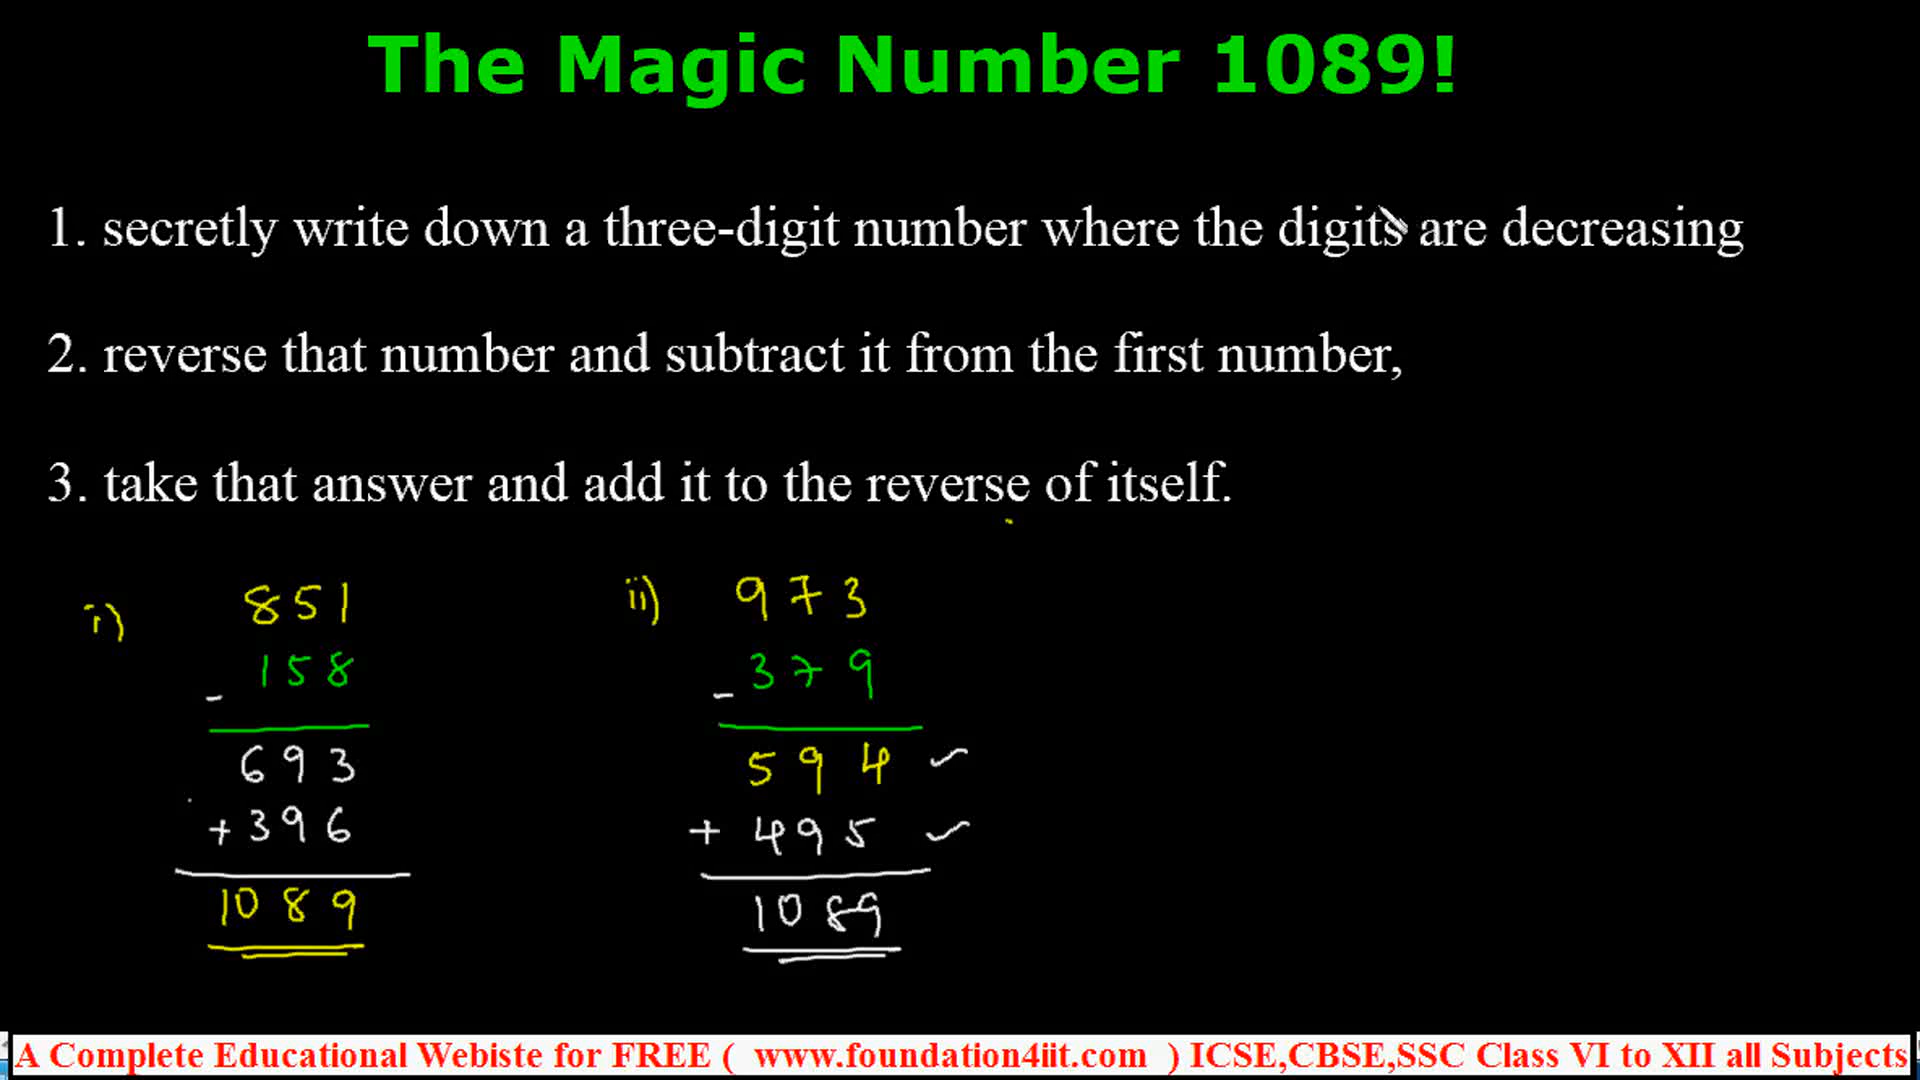 The Magic Number 1089!
1. secretly write down a three-digit number where the digits are decreasing
2. reverse that number and subtract it from the first number,
3. take that answer and add it to the reverse of itself.
i) 851
- 158
693
+ 396
1089
ii) 973
- 379
594
+ 495
1089
A Complete Educational Webiste for FREE ( www.foundation4iit.com ) ICSE,CBSE,SSC Class VI to XII all Subjects